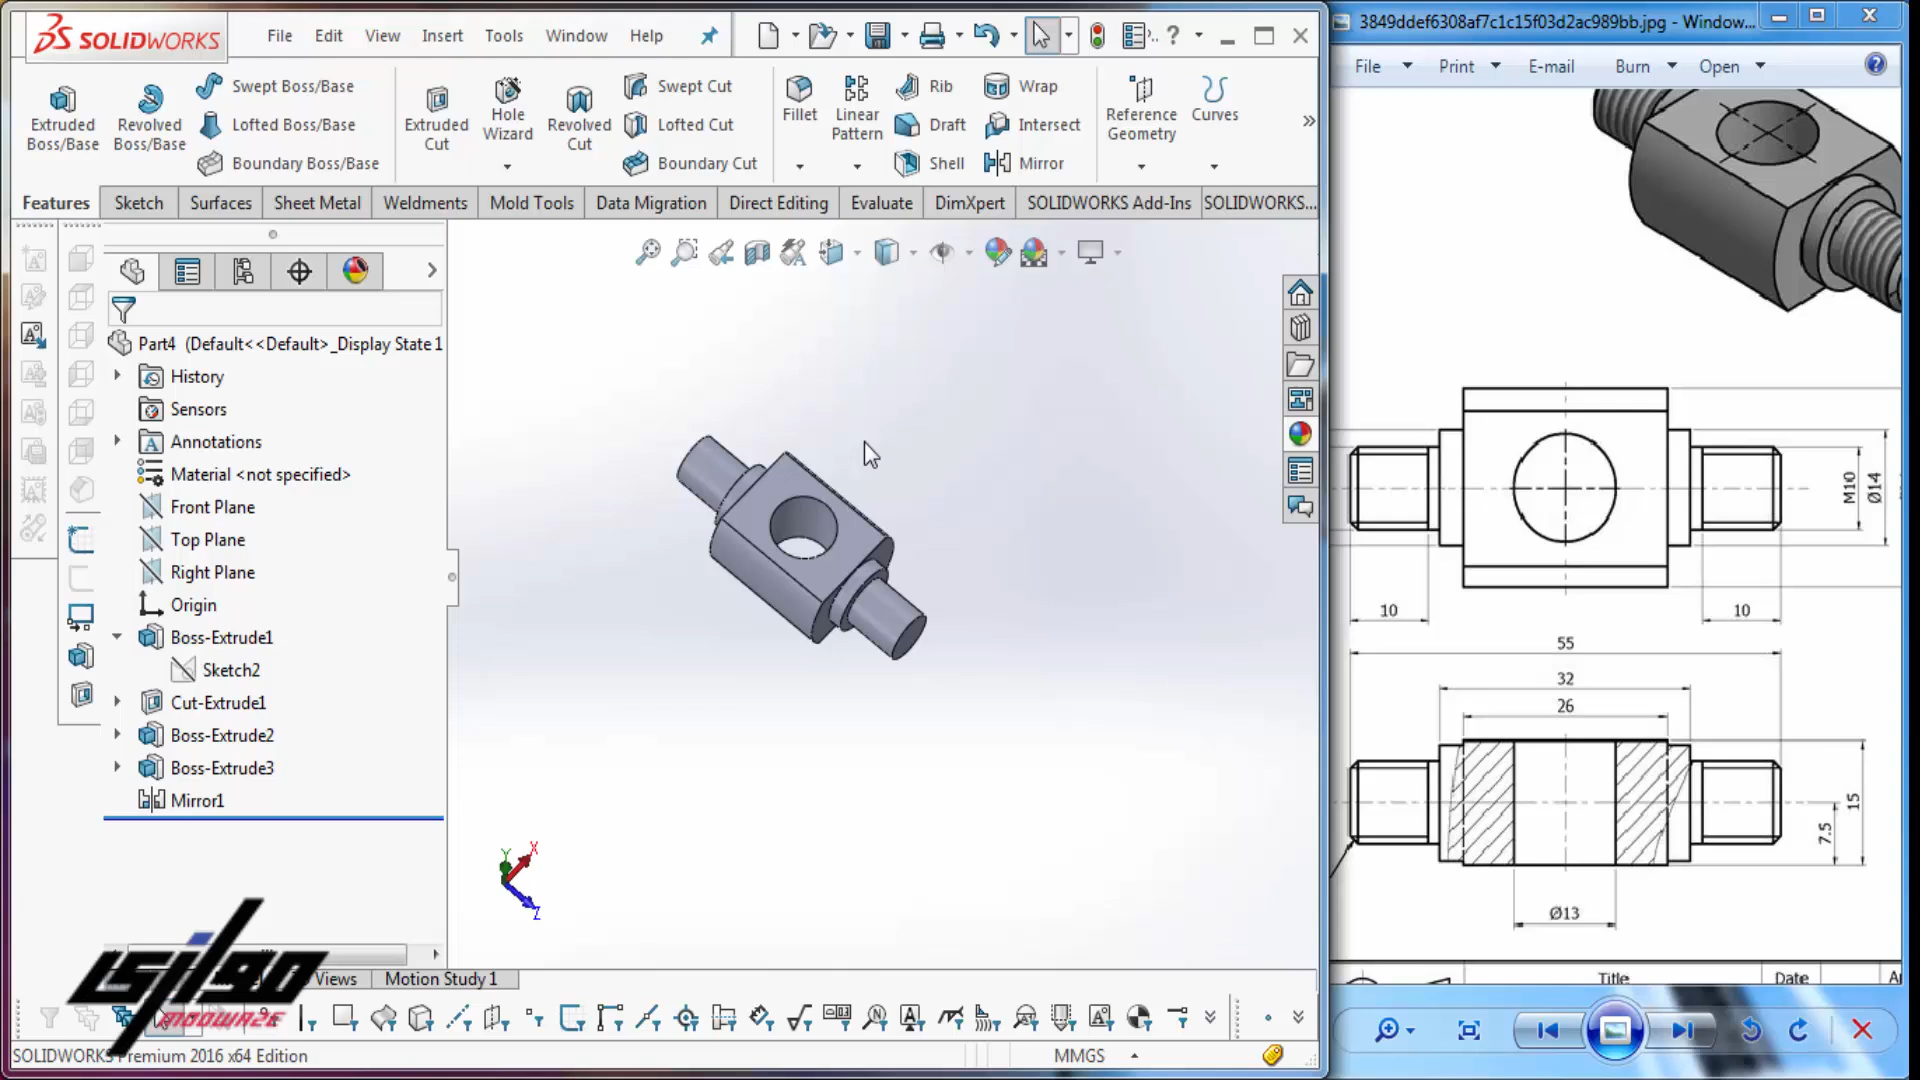 SOLIDWORKS
File Edit View Insert Tools Window Help
Extruded Boss/Base
Revolved Boss/Base
Swept Boss/Base
Lofted Boss/Base
Boundary Boss/Base
Extruded Cut
Hole Wizard
Revolved Cut
Swept Cut
Lofted Cut
Boundary Cut
Fillet
Linear Pattern
Rib
Draft
Shell
Wrap
Intersect
Mirror
Reference Geometry
Curves
Features Sketch Surfaces Sheet Metal Weldments Mold Tools Data Migration Direct Editing Evaluate DimXpert SOLIDWORKS Add-Ins SOLIDWORKS...
Part4 (Default<<Default>_Display State 1
History
Sensors
Annotations
Material <not specified>
Front Plane
Top Plane
Right Plane
Origin
Boss-Extrude1
Sketch2
Cut-Extrude1
Boss-Extrude2
Boss-Extrude3
Mirror1
Y X Z
Views Motion Study 1
موازی
MOOWAZE
SOLIDWORKS Premium 2016 x64 Edition
MMGS
3849ddef6308af7c1c15f03d2ac989bb.jpg - Window...
File Print E-mail Burn Open
M10
Ø14
10
10
55
32
26
15
7.5
Ø13
Title Date